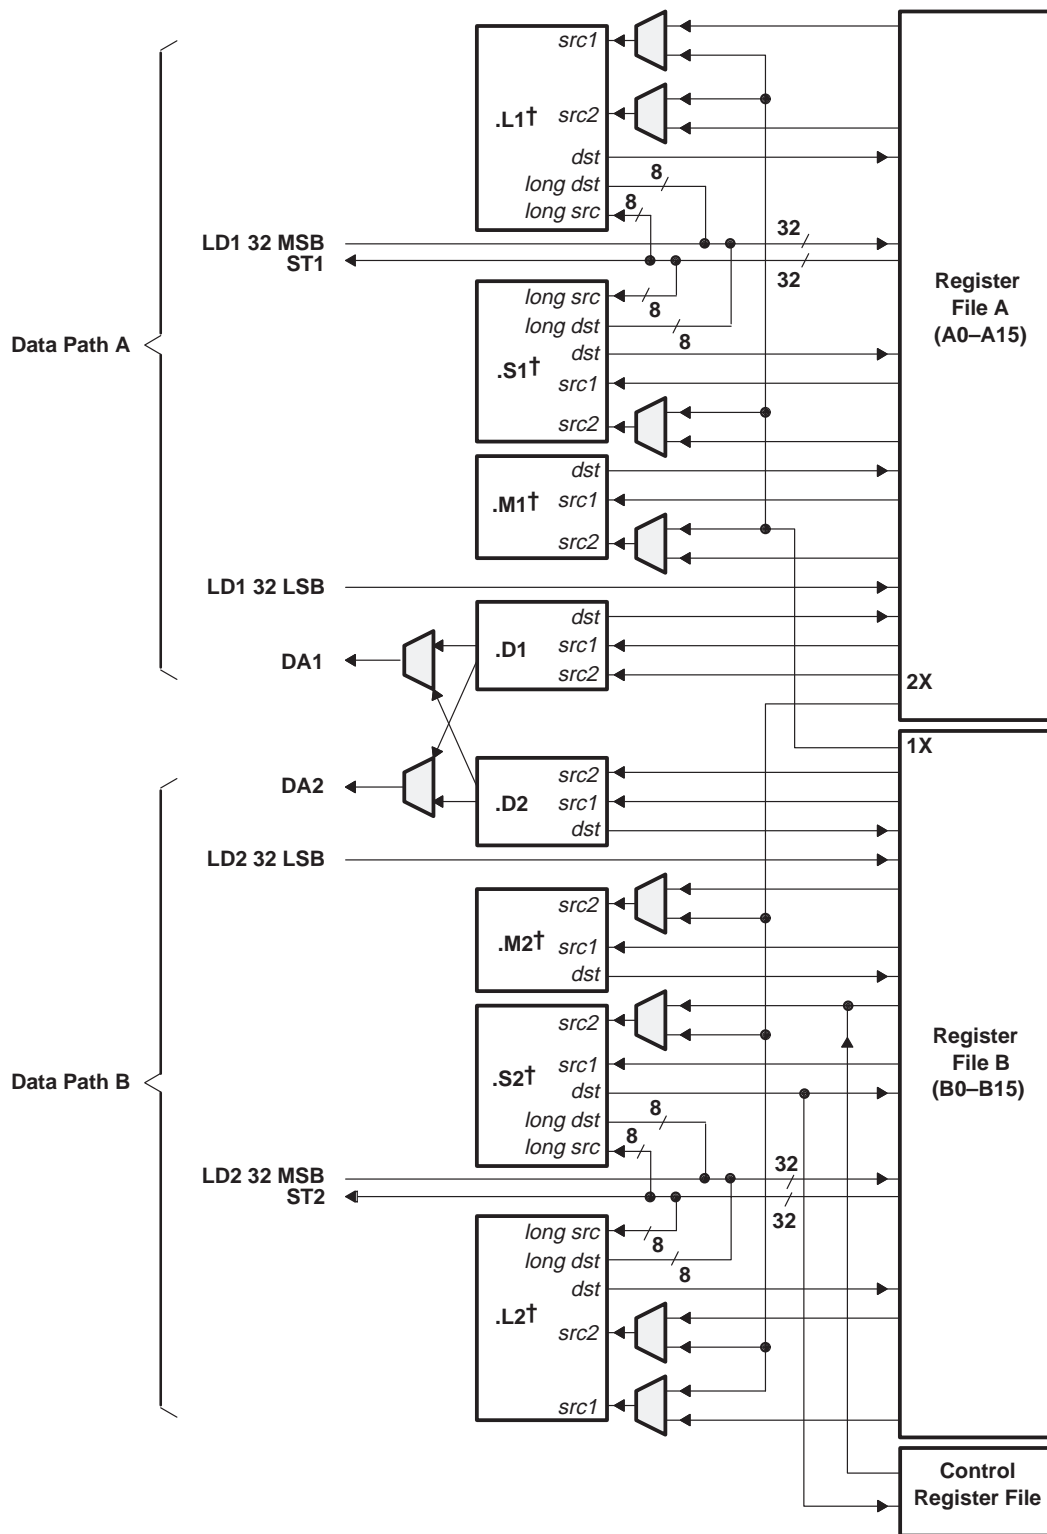 src1
.L1†
src2
dst
long dst
8
long src
8
LD1 32 MSB
32
ST1
32
Register
File A
(A0–A15)
long src
8
long dst
8
Data Path A
dst
.S1†
src1
src2
dst
.M1†
src1
src2
LD1 32 LSB
dst
.D1
src1
DA1
src2
2X
1X
src2
DA2
.D2
src1
dst
LD2 32 LSB
src2
.M2†
src1
dst
src2
Register
File B
(B0–B15)
src1
Data Path B
.S2†
dst
8
long dst
8
long src
32
LD2 32 MSB
ST2
32
long src
8
long dst
8
dst
.L2†
src2
src1
Control
Register File